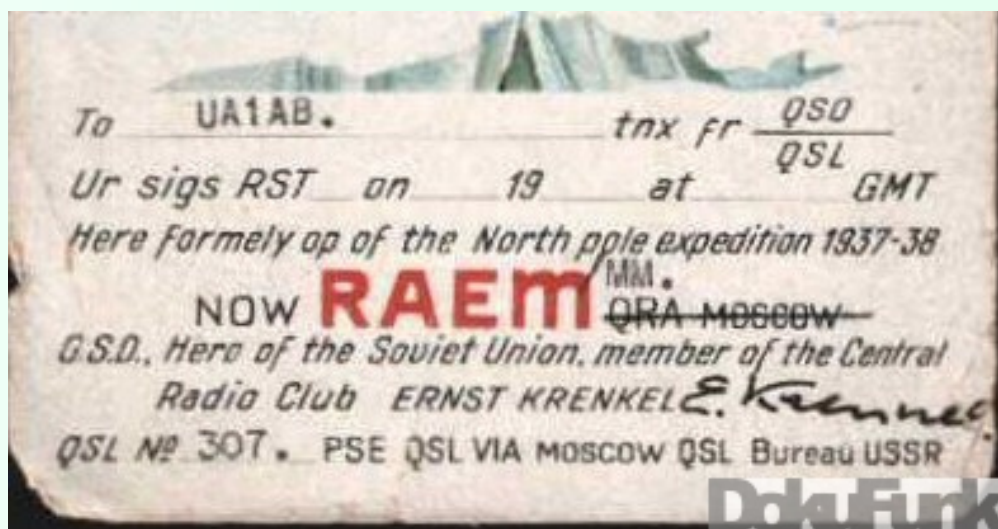 To UA1AB. tnx fr QSO
QSL
Ur sigs RST on 19 at GMT
Here formely op of the North pole expedition 1937-38
NOW RAEM/MM. QRA MOSCOW
G.S.D., Hero of the Soviet Union, member of the Central
Radio Club ERNST KRENKEL E. Krenkel
QSL № 307. PSE QSL VIA MOSCOW QSL Bureau USSR
DokuFunk